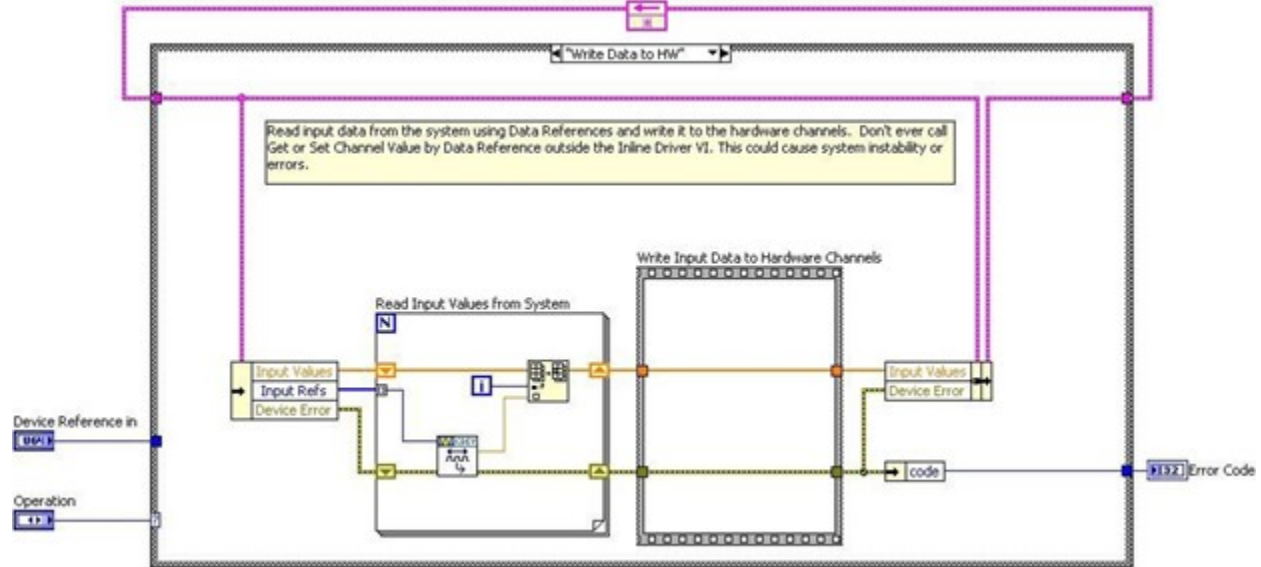 "Write Data to HW"
Read input data from the system using Data References and write it to the hardware channels. Don't ever call
Get or Set Channel Value by Data Reference outside the Inline Driver VI. This could cause system instability or
errors.
Write Input Data to Hardware Channels
Read Input Values from System
N
Input Values
Input Refs
Device Error
i
Input Values
Device Error
Device Reference in
code
Error Code
Operation